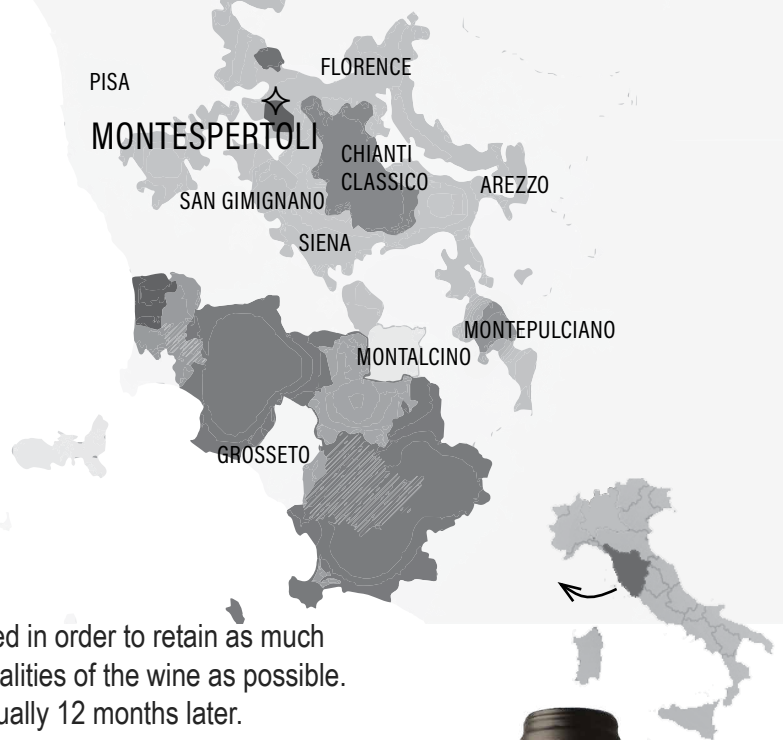 FLORENCE
PISA
MONTESPERTOLI
CHIANTI
CLASSICO
AREZZO
SAN GIMIGNANO
SIENA
MONTEPULCIANO
MONTALCINO
GROSSETO
in order to retain as much
of the wine as possible.
12 months later.